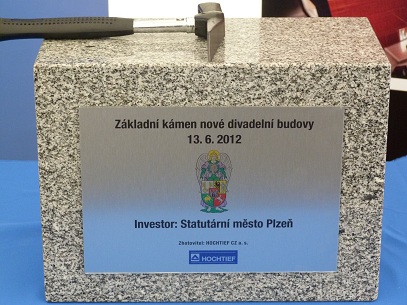 Základní kámen nové divadelní budovy
13. 6. 2012
Investor: Statutární město Plzeň
Zhotovitel: HOCHTIEF CZ a. s.
HOCHTIEF